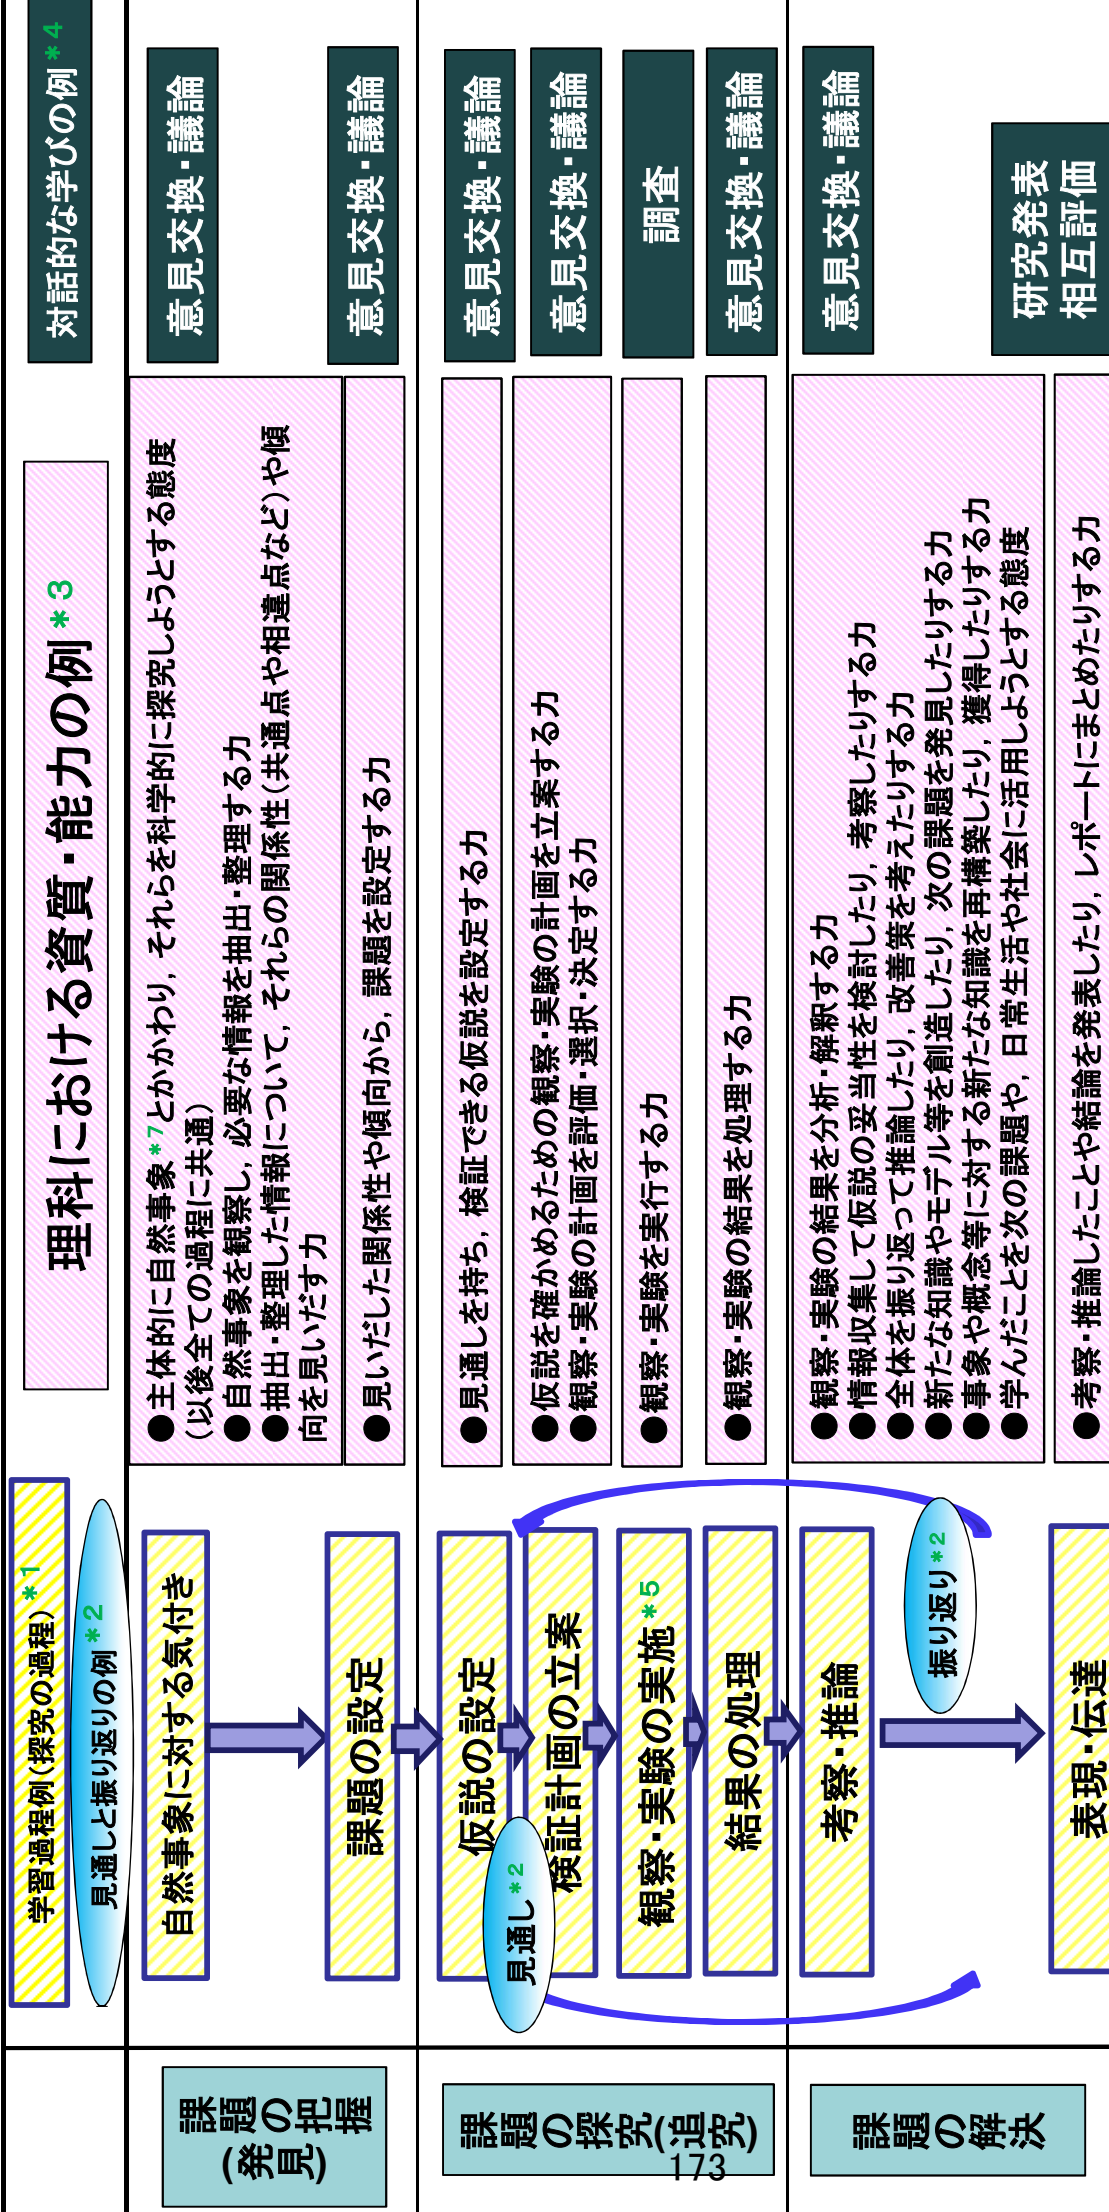 学習過程例（探究の過程）＊1
見通しと振り返りの例＊2
理科における資質・能力の例＊3
対話的な学びの例＊4
課題の把握
(発見)
自然事象に対する気付き
●主体的に自然事象＊7とかかわり，それらを科学的に探究しようとする態度
（以後全ての過程に共通）
●自然事象を観察し，必要な情報を抽出・整理する力
●抽出・整理した情報について，それらの関係性（共通点や相違点など）や傾
向を見いだす力
意見交換・議論
課題の設定
●見いだした関係性や傾向から，課題を設定する力
意見交換・議論
課題の探究(追究)
仮説の設定
●見通しを持ち，検証できる仮説を設定する力
意見交換・議論
見通し＊2
検証計画の立案
●仮説を確かめるための観察・実験の計画を立案する力
●観察・実験の計画を評価・選択・決定する力
意見交換・議論
観察・実験の実施＊5
●観察・実験を実行する力
調査
結果の処理
●観察・実験の結果を処理する力
意見交換・議論
課題の解決
考察・推論
●観察・実験の結果を分析・解釈する力
●情報収集して仮説の妥当性を検討したり，考察したりする力
●全体を振り返って推論したり，改善策を考えたりする力
●新たな知識やモデル等を創造したり，次の課題を発見したりする力
●事象や概念等に対する新たな知識を再構築したり，獲得したりする力
●学んだことを次の課題や，日常生活や社会に活用しようとする態度
意見交換・議論
振り返り＊2
表現・伝達
●考察・推論したことや結論を発表したり，レポートにまとめたりする力
研究発表
相互評価
173